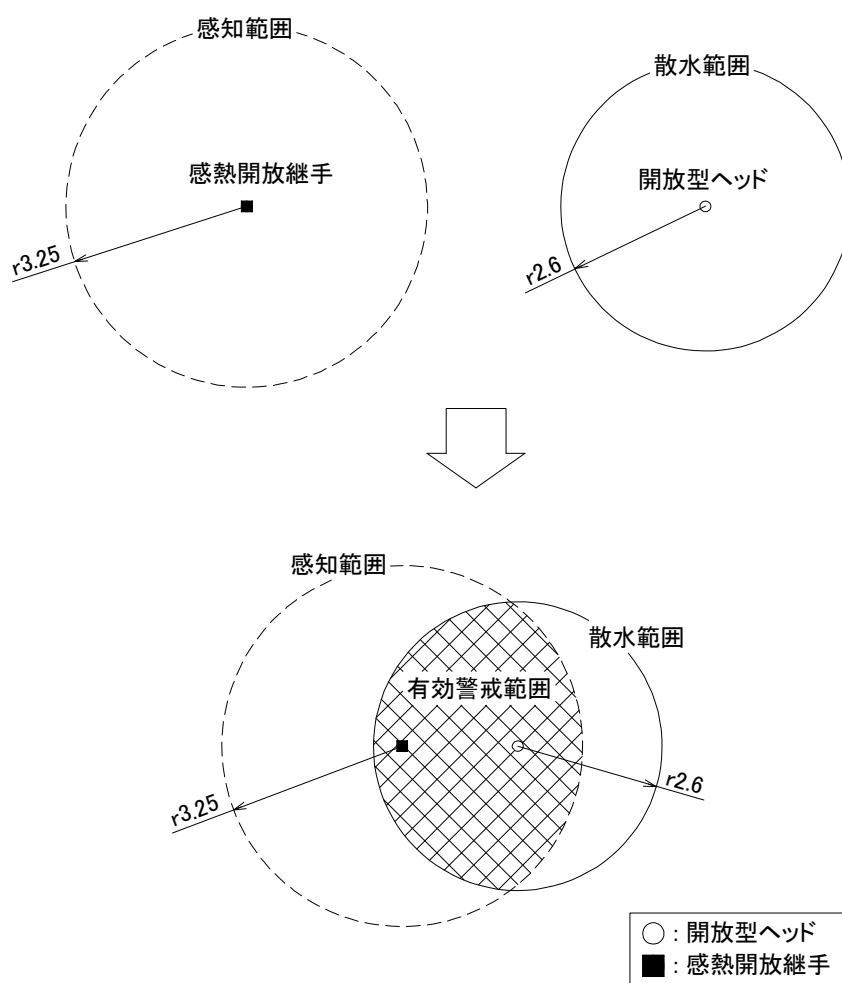 感知範囲
散水範囲
感熱開放継手
開放型ヘッド
r3.25
r2.6
感知範囲
散水範囲
有効警戒範囲
r3.25
r2.6
○：開放型ヘッド
■：感熱開放継手